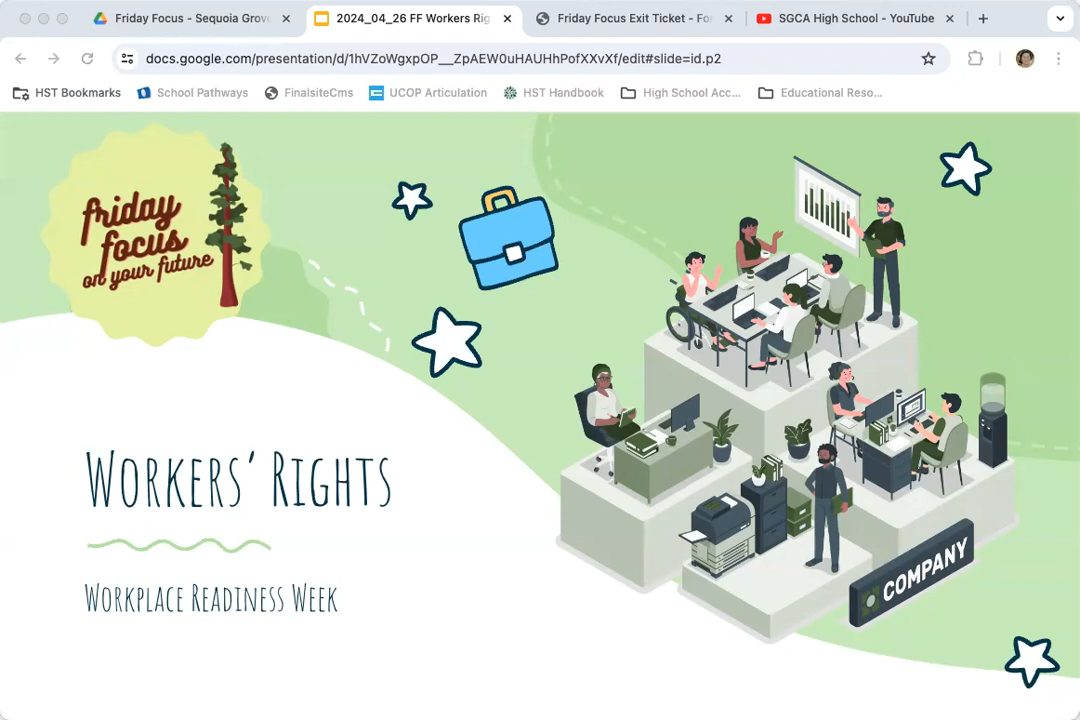 Friday Focus - Sequoia Grov
2024_04_26 FF Workers Rig
Friday Focus Exit Ticket - Fo
SGCA High School - YouTube
docs.google.com/presentation/d/1hVZoWgxpOP__ZpAEW0uHAUHhPofXXvXf/edit#slide=id.p2
HST Bookmarks
School Pathways
FinalsiteCms
UCOP Articulation
HST Handbook
High School Acc...
Educational Reso...
friday
focus
on your future
Workers' Rights
Workplace Readiness Week
COMPANY